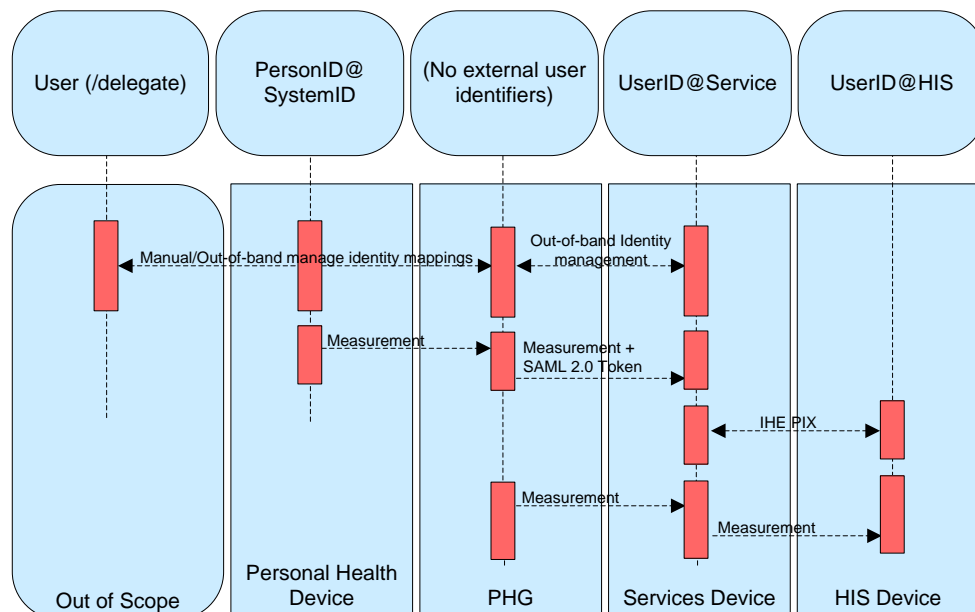 User (/delegate)
PersonID@
SystemID
(No external user
identifiers)
UserID@Service
UserID@HIS
Manual/Out-of-band manage identity mappings
Out-of-band Identity
management
Measurement
Measurement +
SAML 2.0 Token
IHE PIX
Measurement
Measurement
Out of Scope
Personal Health
Device
PHG
Services Device
HIS Device